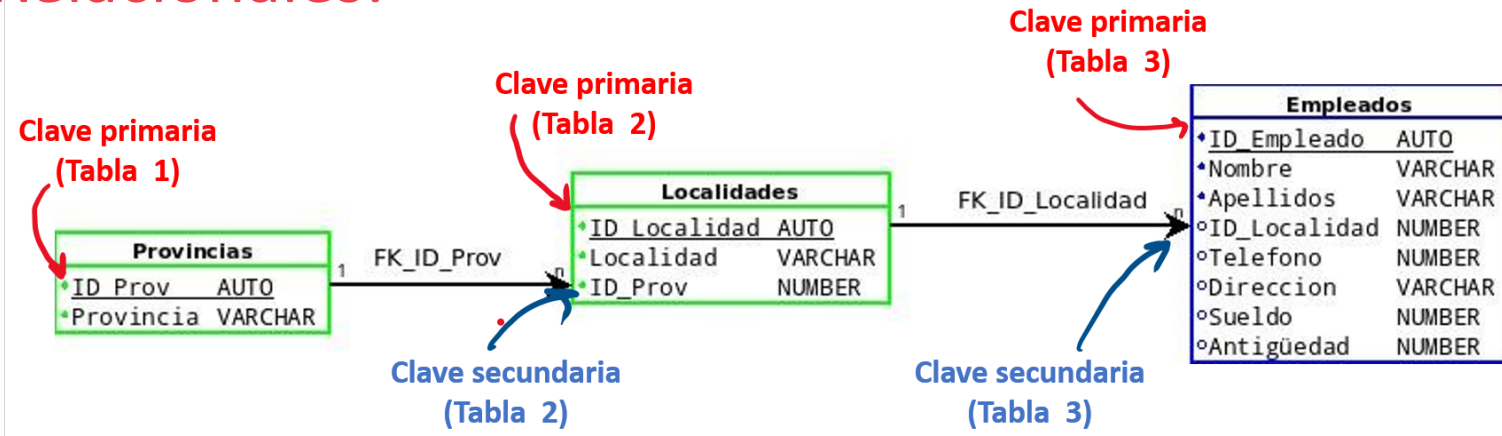 Clave primaria
(Tabla 1)
Provincias
ID_Prov AUTO
Provincia VARCHAR
1
FK_ID_Prov
n
Clave primaria
(Tabla 2)
Localidades
ID_Localidad AUTO
Localidad VARCHAR
ID_Prov NUMBER
Clave secundaria
(Tabla 2)
1
FK_ID_Localidad
n
Clave primaria
(Tabla 3)
Empleados
ID_Empleado AUTO
Nombre VARCHAR
Apellidos VARCHAR
ID_Localidad NUMBER
Telefono NUMBER
Direccion VARCHAR
Sueldo NUMBER
Antigüedad NUMBER
Clave secundaria
(Tabla 3)